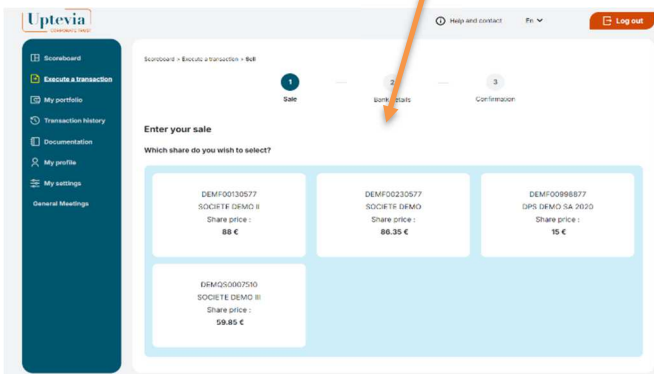 Uptevia
CORPORATE TRUST
Help and contact
En
Log out
Scoreboard
Execute a transaction
My portfolio
Transaction history
Documentation
My profile
My settings
General Meetings
Scoreboard > Execute a transaction > Sell
1
2
3
Sale
Bank details
Confirmation
Enter your sale
Which share do you wish to select?
DEMF00130577
SOCIETE DEMO II
Share price :
88 €
DEMF00230577
SOCIETE DEMO
Share price :
86.35 €
DEMF00998877
DPS DEMO SA 2020
Share price :
15 €
DEMQS0007510
SOCIETE DEMO III
Share price :
59.85 €